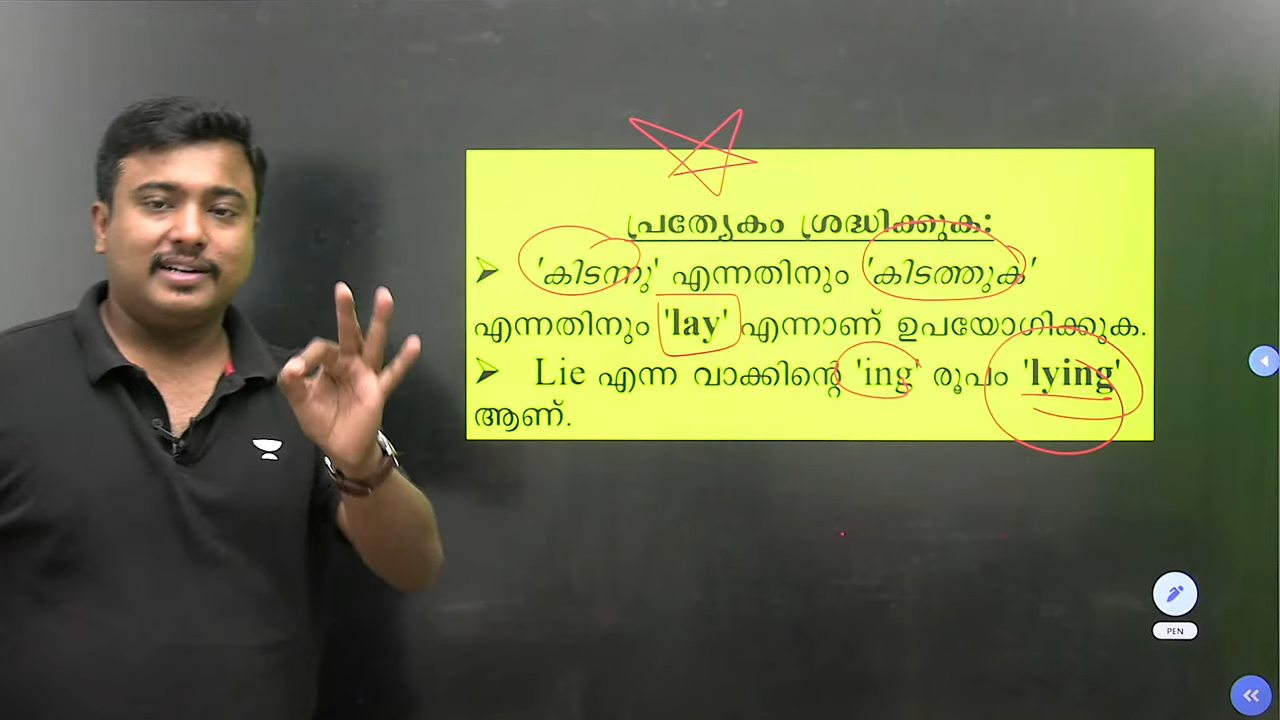 പ്രത്യേകം ശ്രദ്ധിക്കുക:
➤ 'കിടന്നു' എന്നതിനും 'കിടത്തുക'
എന്നതിനും 'lay' എന്നാണ് ഉപയോഗിക്കുക.
➤ Lie എന്ന വാക്കിന്റെ 'ing' രൂപം 'lying'
ആണ്.
PEN